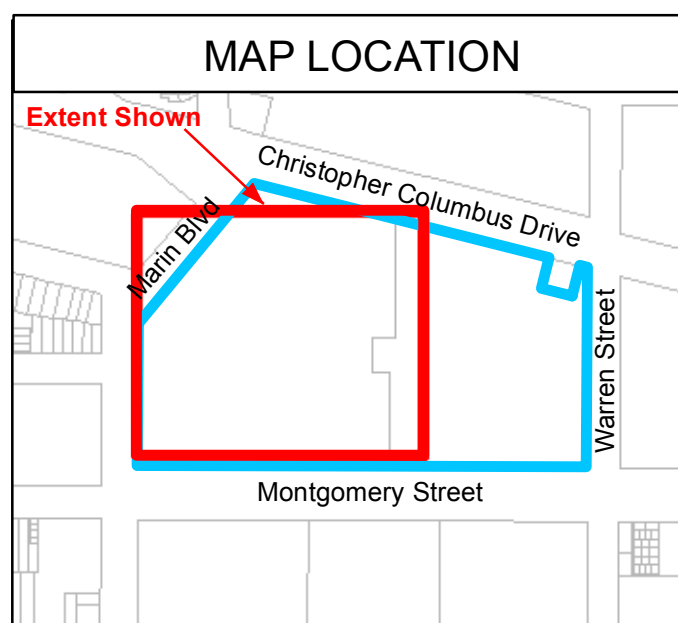 MAP LOCATION
Extent Shown
Christopher Columbus Drive
Marin Blvd
Warren Street
Montgomery Street